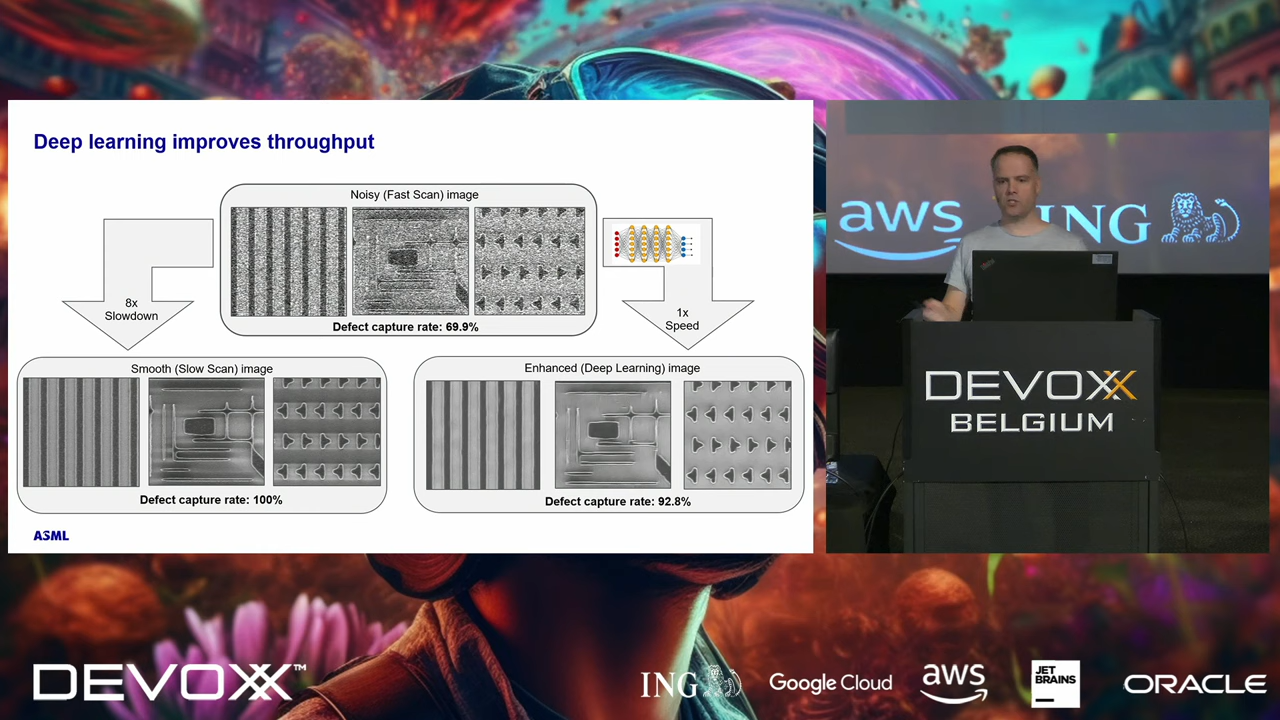 Deep learning improves throughput
Noisy (Fast Scan) image
Defect capture rate: 69.9%
8x
Slowdown
1x
Speed
Smooth (Slow Scan) image
Defect capture rate: 100%
Enhanced (Deep Learning) image
Defect capture rate: 92.8%
ASML
aws
ING
DEVOXX
BELGIUM
DEVOXX™
ING
Google Cloud
aws
JET
BRAINS
ORACLE